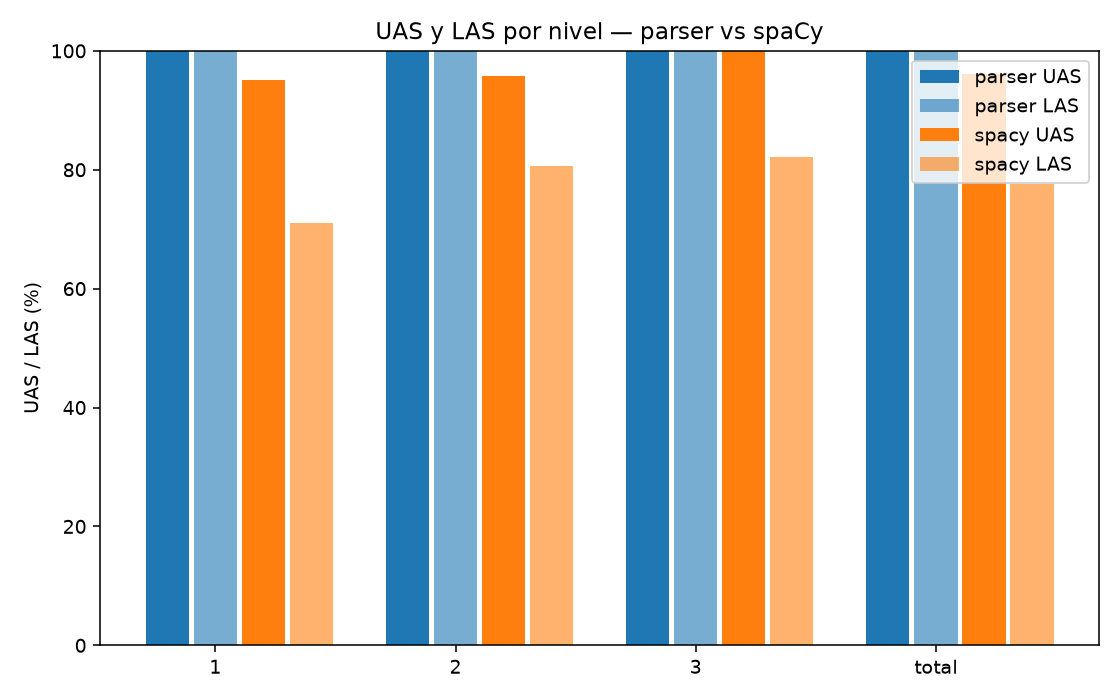 UAS y LAS por nivel — parser vs spaCy
100
80
60
40
20
0
UAS / LAS (%)
parser UAS
parser LAS
spacy UAS
spacy LAS
1
2
3
total